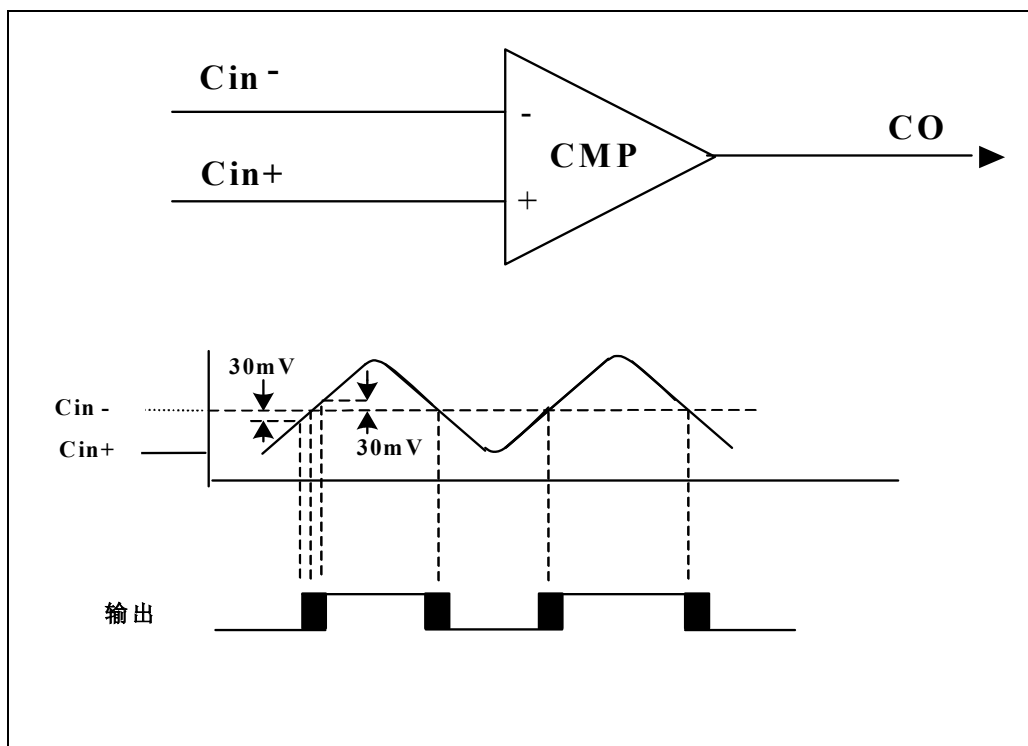 Cin -
-
CO
CMP
Cin+
+
30mV
Cin -
30mV
Cin+
输出